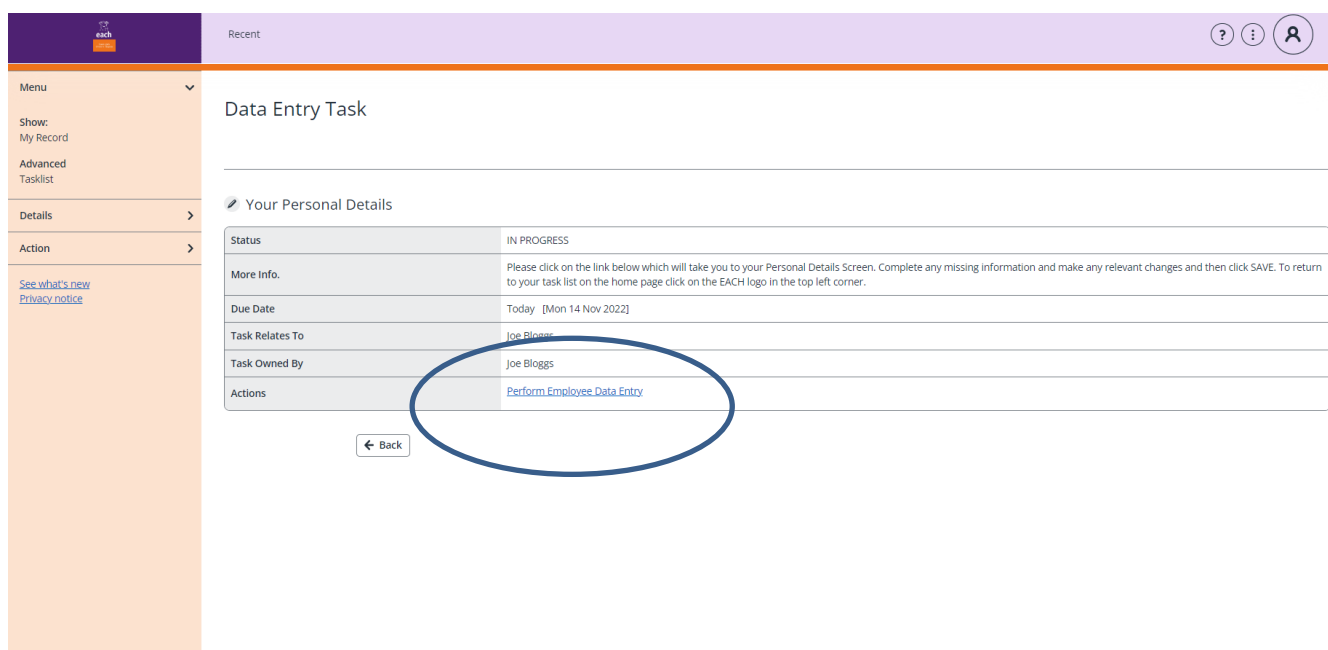 each
Recent
?
Menu
Show:
My Record
Advanced
Tasklist
Details
Action
See what's new
Privacy notice
Data Entry Task
Your Personal Details
Status IN PROGRESS
More Info. Please click on the link below which will take you to your Personal Details Screen. Complete any missing information and make any relevant changes and then click SAVE. To return
to your task list on the home page click on the EACH logo in the top left corner.
Due Date Today [Mon 14 Nov 2022]
Task Relates To Joe Bloggs
Task Owned By Joe Bloggs
Actions Perform Employee Data Entry
Back